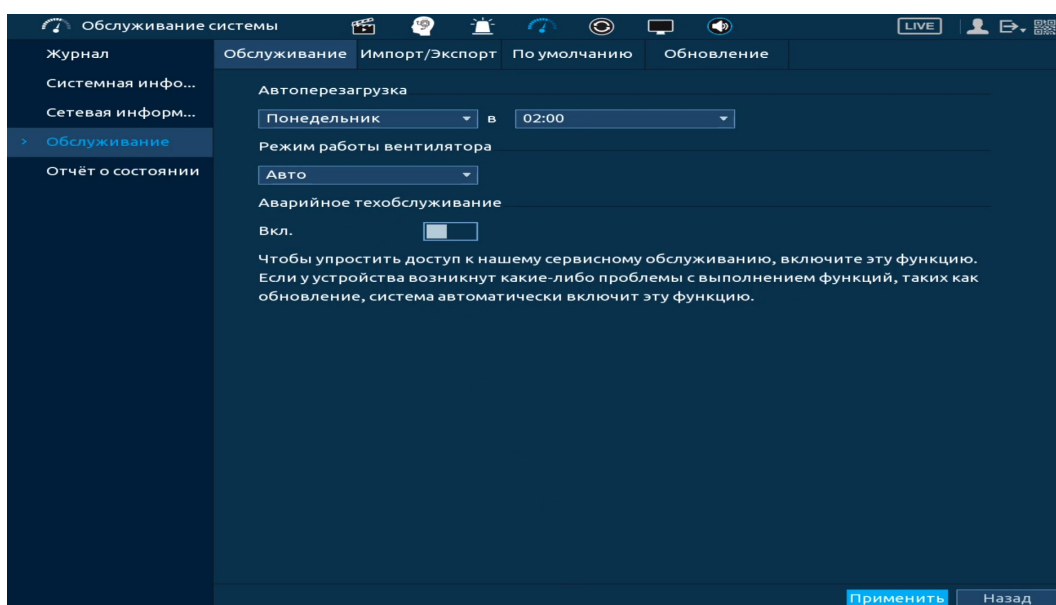 Обслуживание системы
LIVE
Журнал
Системная инфо...
Сетевая информ...
Обслуживание
Отчёт о состоянии
Обслуживание Импорт/Экспорт По умолчанию Обновление
Автоперезагрузка
Понедельник в 02:00
Режим работы вентилятора
Авто
Аварийное техобслуживание
Вкл.
Чтобы упростить доступ к нашему сервисному обслуживанию, включите эту функцию.
Если у устройства возникнут какие-либо проблемы с выполнением функций, таких как
обновление, система автоматически включит эту функцию.
Применить Назад